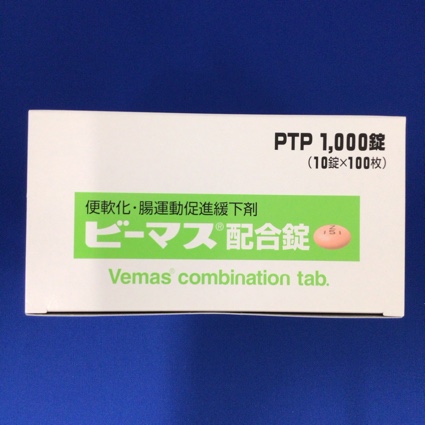 PTP 1,000錠
(10錠×100枚)
便軟化・腸運動促進緩下剤
ビーマス®配合錠
Vemas® combination tab.